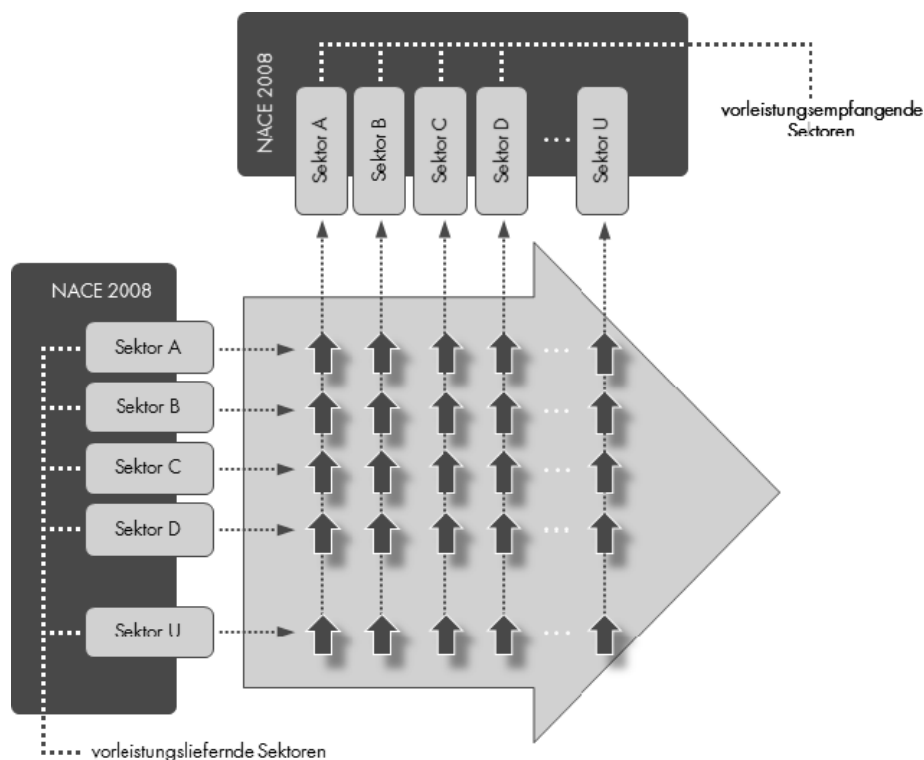 NACE 2008
Sektor A
Sektor B
Sektor C
Sektor D
...
Sektor U
vorleistungsempfangende
Sektoren
NACE 2008
Sektor A
...
Sektor B
...
Sektor C
...
Sektor D
...
Sektor U
...
vorleistungsliefernde Sektoren